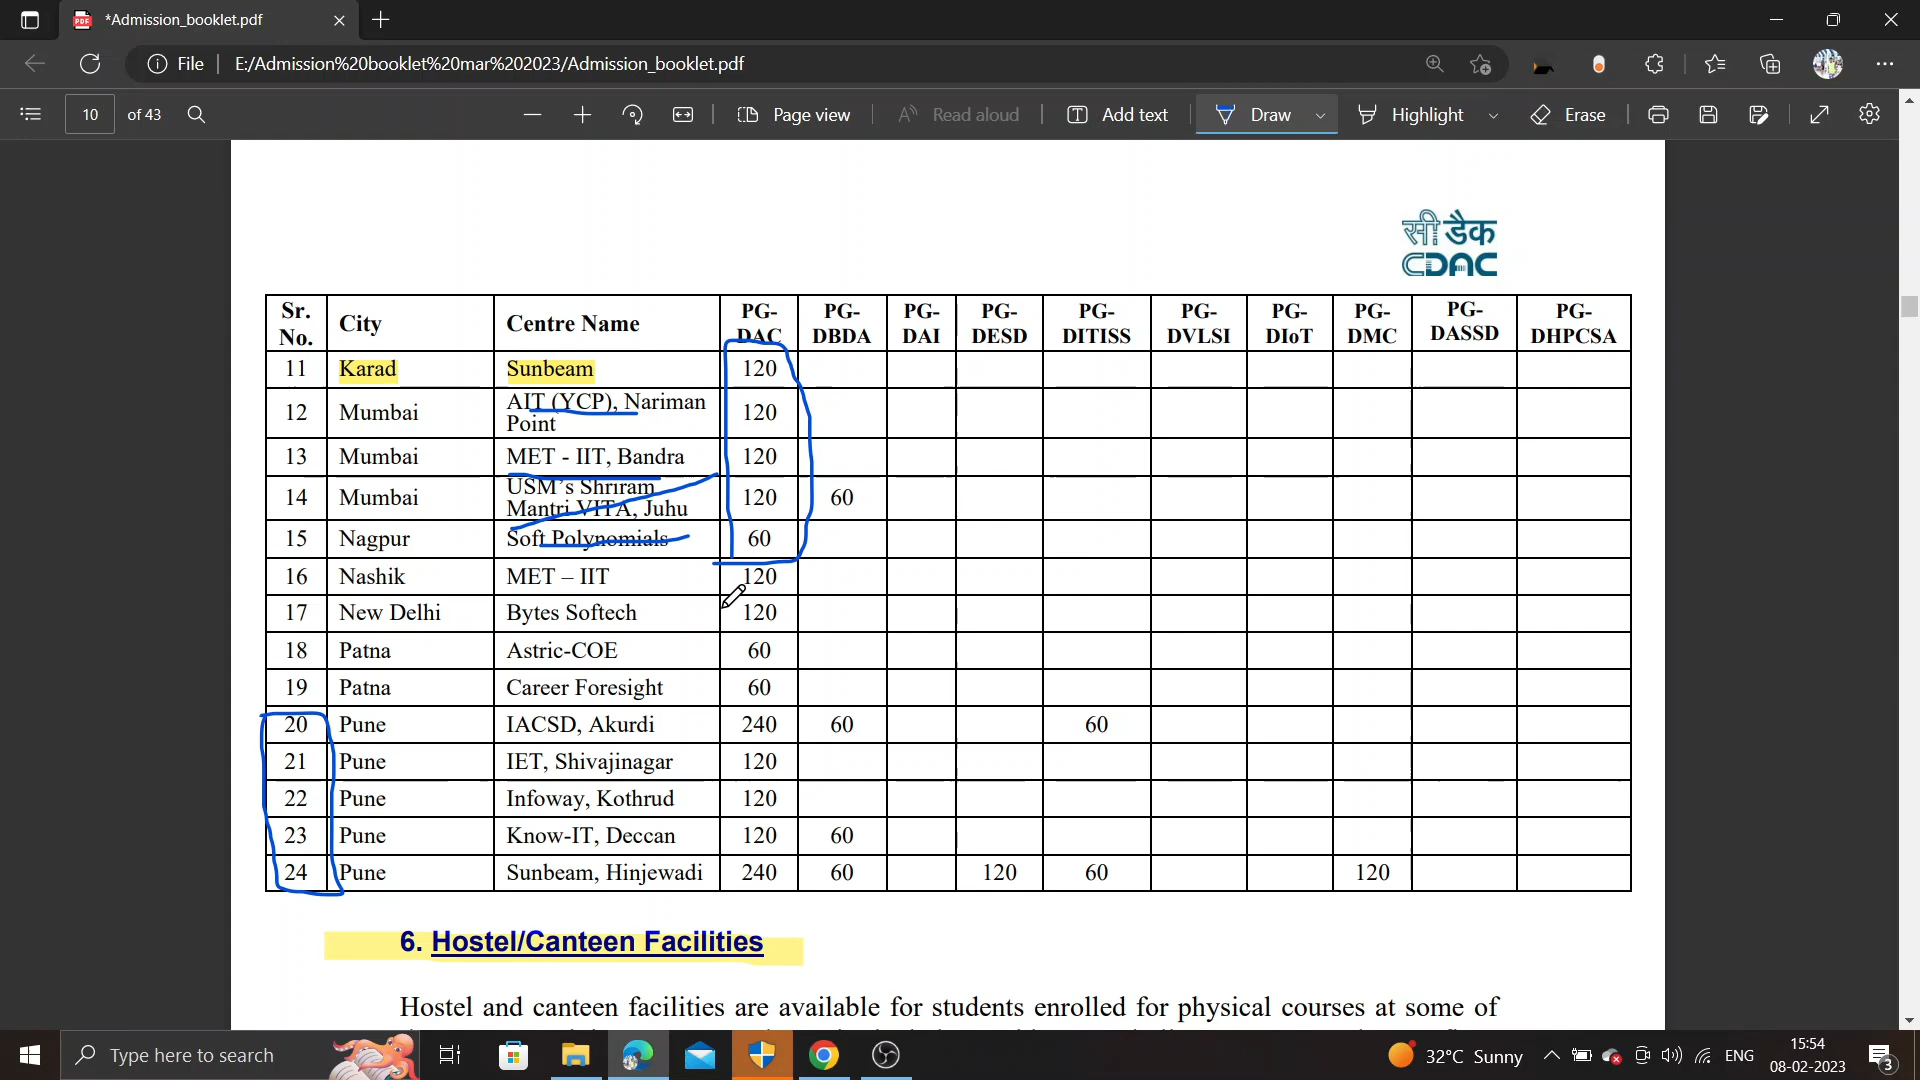 *Admission_booklet.pdf
File | E:/Admission%20booklet%20mar%202023/Admission_booklet.pdf
10 of 43 Page view Read aloud Add text Draw Highlight Erase
सी डैक
CDAC
Sr. No. City Centre Name PG-DAC PG-DBDA PG-DAI PG-DESD PG-DITISS PG-DVLSI PG-DIoT PG-DMC PG-DASSD PG-DHPCSA
11 Karad Sunbeam 120
12 Mumbai AIT (YCP), Nariman Point 120
13 Mumbai MET - IIT, Bandra 120
14 Mumbai USM's Shriram Mantri VITA, Juhu 120 60
15 Nagpur Soft Polynomials 60
16 Nashik MET – IIT 120
17 New Delhi Bytes Softech 120
18 Patna Astric-COE 60
19 Patna Career Foresight 60
20 Pune IACSD, Akurdi 240 60 60
21 Pune IET, Shivajinagar 120
22 Pune Infoway, Kothrud 120
23 Pune Know-IT, Deccan 120 60
24 Pune Sunbeam, Hinjewadi 240 60 120 60 120
6. Hostel/Canteen Facilities
Hostel and canteen facilities are available for students enrolled for physical courses at some of
Type here to search 32°C Sunny ENG 15:54
08-02-2023 3